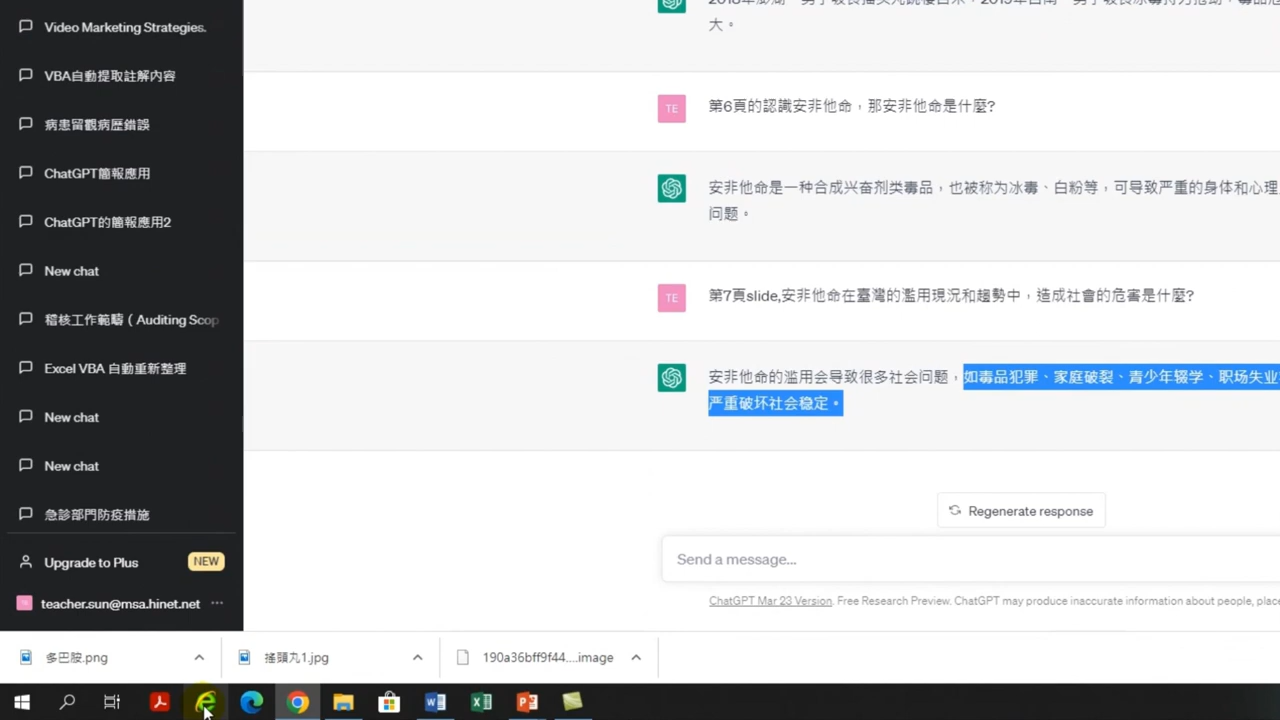 Video Marketing Strategies.
VBA自動提取註解內容
病患留觀病歷錯誤
ChatGPT簡報應用
ChatGPT的簡報應用2
New chat
稽核工作範疇（Auditing Scop
Excel VBA 自動重新整理
New chat
New chat
急診部門防疫措施
Upgrade to Plus
NEW
teacher.sun@msa.hinet.net
大。
TE
第6頁的認識安非他命，那安非他命是什麼?
安非他命是一种合成兴奋剂类毒品，也被称为冰毒、白粉等，可导致严重的身体和心理
问题。
TE
第7頁slide,安非他命在臺灣的濫用現況和趨勢中，造成社會的危害是什麼?
安非他命的滥用会导致很多社会问题，如毒品犯罪、家庭破裂、青少年辍学、职场失业
严重破坏社会稳定。
Regenerate response
Send a message...
ChatGPT Mar 23 Version. Free Research Preview. ChatGPT may produce inaccurate information about people, place
多巴胺.png
搖頭丸1.jpg
190a36bff9f44....image